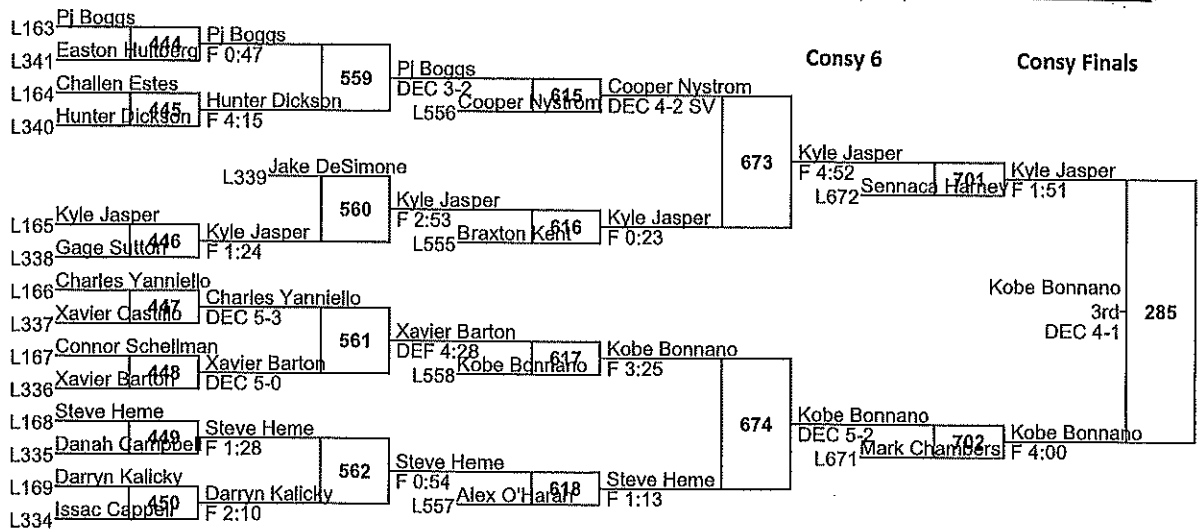 Consy 6
Consy Finals
L163 Pj Boggs
444
L341 Easton Hultberg
Pj Boggs
F 0:47
L164 Challen Estes
445
L340 Hunter Dickson
Hunter Dickson
F 4:15
559
Pj Boggs
DEC 3-2
615
L556 Cooper Nystrom
Cooper Nystrom
DEC 4-2 SV
L339 Jake DeSimone
L165 Kyle Jasper
446
L338 Gage Sutton
Kyle Jasper
F 1:24
560
Kyle Jasper
F 2:53
616
L555 Braxton Kent
Kyle Jasper
F 0:23
673
Kyle Jasper
F 4:52
701
L672 Sennaca Harney
Kyle Jasper
F 1:51
L166 Charles Yanniello
447
L337 Xavier Castillo
Charles Yanniello
DEC 5-3
L167 Connor Schellman
448
L336 Xavier Barton
Xavier Barton
DEC 5-0
561
Xavier Barton
DEF 4:28
617
L558 Kobe Bonnano
Kobe Bonnano
F 3:25
L168 Steve Heme
449
L335 Danah Campbell
Steve Heme
F 1:28
L169 Darryn Kalicky
450
L334 Issac Cappell
Darryn Kalicky
F 2:10
562
Steve Heme
F 0:54
618
L557 Alex O'Harah
Steve Heme
F 1:13
674
Kobe Bonnano
DEC 5-2
702
L671 Mark Chambers
Kobe Bonnano
F 4:00
Kobe Bonnano
3rd
DEC 4-1
285